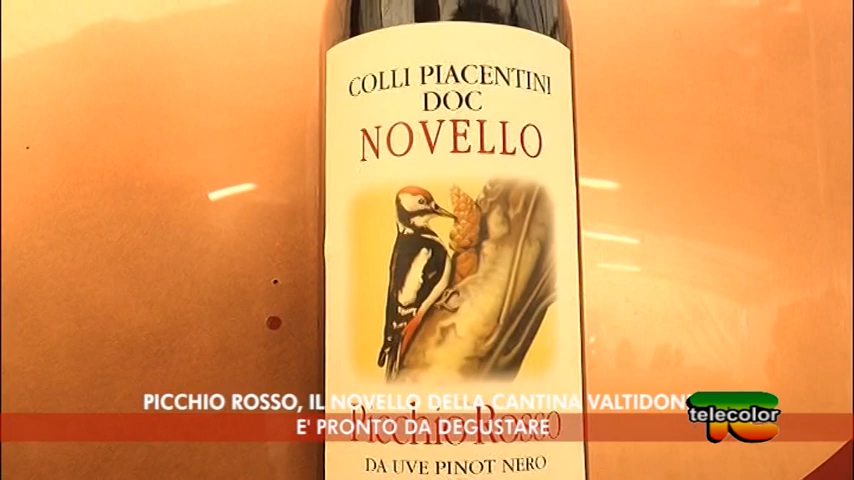 COLLI PIACENTINI
DOC
NOVELLO
PICCHIO ROSSO, IL NOVELLO DELLA CANTINA VALTIDON
E' PRONTO DA DEGUSTARE
telecolor
Picchio Rosso
DA UVE PINOT NERO